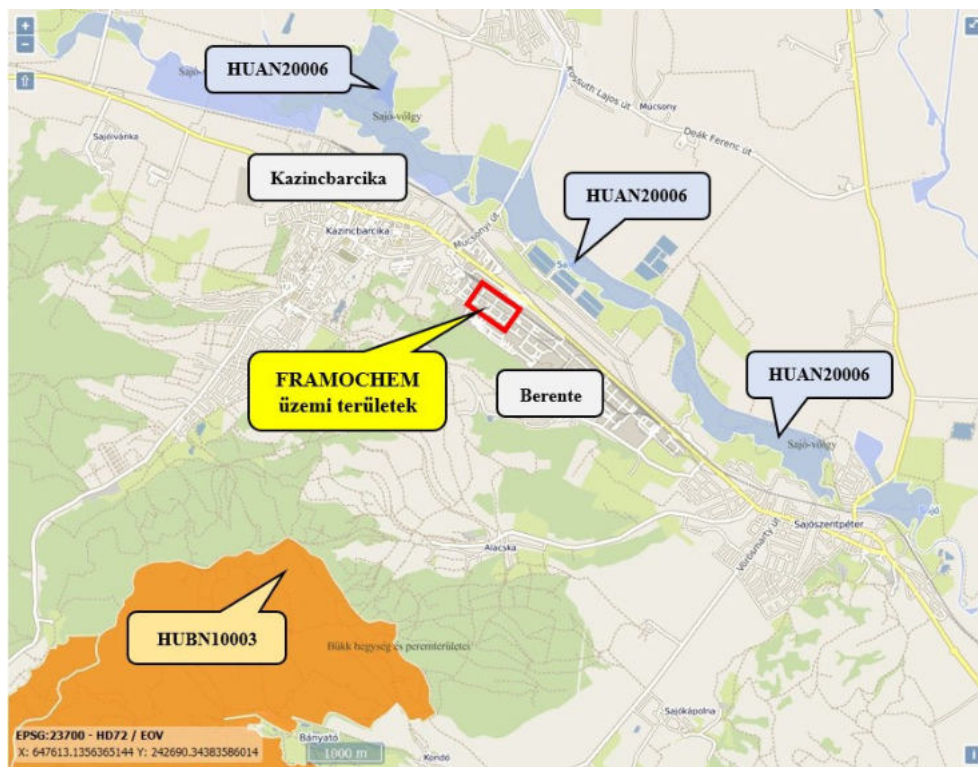 HUAN20006
Sajó-völgy
Kossuth Lajos út
Múcsony
Deák Ferenc út
Sajóivánka
Kazincbarcika
HUAN20006
Kazincbarcika
Múcsonyi út
FRAMOCHEM
üzemi területek
Berente
HUAN20006
Sajó-völgy
Sajó
Sajószentpéter
Vörösmarty út
Alacska
HUBN10003
Bükk hegység és peremterületei
Sajókápolna
Bányató
Kondó
EPSG:23700 - HD72 / EOV
X: 647613.1356365144 Y: 242690.34383586014
1000 m